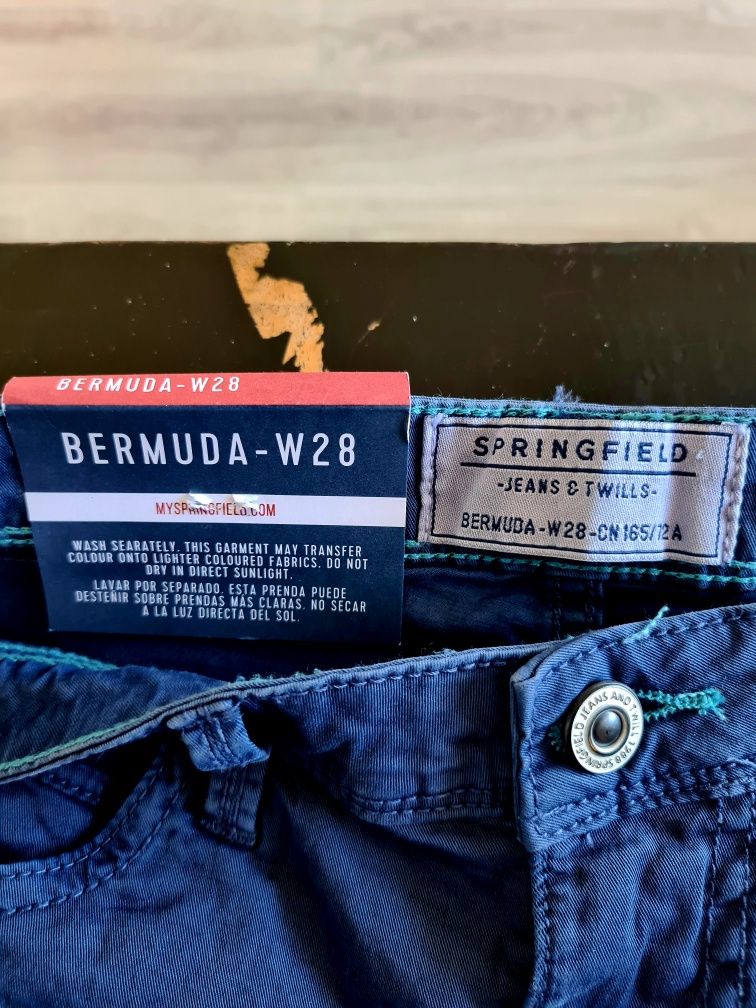 BERMUDA-W28
BERMUDA-W28
MYSPRINGFIELD.COM
WASH SEARATELY. THIS GARMENT MAY TRANSFER
COLOUR ONTO LIGHTER COLOURED FABRICS. DO NOT
DRY IN DIRECT SUNLIGHT.
LAVAR POR SEPARADO. ESTA PRENDA PUEDE
DESTEÑIR SOBRE PRENDAS MÁS CLARAS. NO SECAR
A LA LUZ DIRECTA DEL SOL.
SPRINGFIELD
-JEANS & TWILLS-
BERMUDA-W28-CN165/72A
SPRINGFIELD JEANS AND TWILL 1988